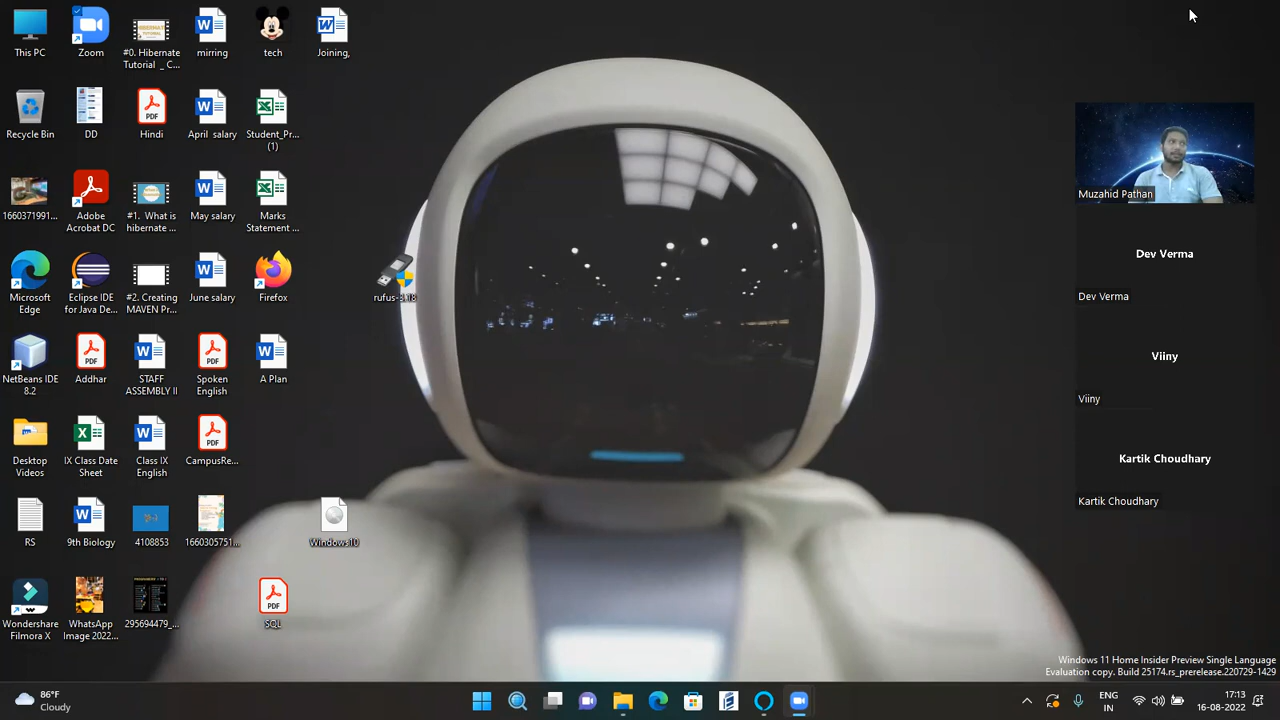 This PC
Zoom
#0. Hibernate
Tutorial _ C...
mirring
tech
Joining,
Recycle Bin
DD
Hindi
April salary
Student_Pr...
(1)
1660371991...
Adobe
Acrobat DC
#1. What is
hibernate ...
May salary
Marks
Statement ...
Microsoft
Edge
Eclipse IDE
for Java De...
#2. Creating
MAVEN Pr...
June salary
Firefox
rufus-3.18
NetBeans IDE
8.2
Addhar
STAFF
ASSEMBLY II
Spoken
English
A Plan
Desktop
Videos
IX Class Date
Sheet
Class IX
English
CampusRe...
RS
9th Biology
4108853
1660305751...
Windows10
Wondershare
Filmora X
WhatsApp
Image 2022...
295694479_...
SQL
Muzahid Pathan
Dev Verma
Dev Verma
Viiny
Viiny
Kartik Choudhary
Kartik Choudhary
Windows 11 Home Insider Preview Single Language
Evaluation copy. Build 25174.rs_prerelease.220729-1429
86°F
Cloudy
ENG
IN
17:13
16-08-2022